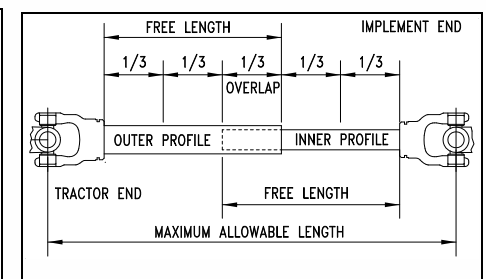 FREE LENGTH
IMPLEMENT END
1/3 1/3 1/3 1/3 1/3
OVERLAP
OUTER PROFILE
INNER PROFILE
TRACTOR END
FREE LENGTH
MAXIMUM ALLOWABLE LENGTH